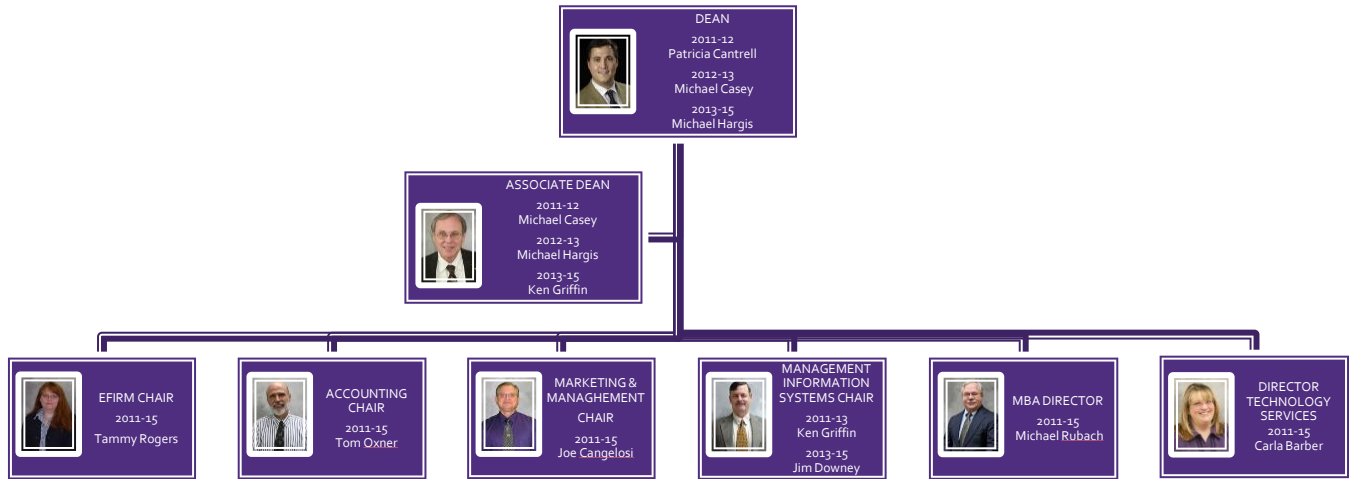 DEAN
2011-12
Patricia Cantrell
2012-13
Michael Casey
2013-15
Michael Hargis
ASSOCIATE DEAN
2011-12
Michael Casey
2012-13
Michael Hargis
2013-15
Ken Griffin
EFIRM CHAIR
2011-15
Tammy Rogers
ACCOUNTING
CHAIR
2011-15
Tom Oxner
MARKETING &
MANAGHEMENT
CHAIR
2011-15
Joe Cangelosi
MANAGEMENT
INFORMATION
SYSTEMS CHAIR
2011-13
Ken Griffin
2013-15
Jim Downey
MBA DIRECTOR
2011-15
Michael Rubach
DIRECTOR
TECHNOLOGY
SERVICES
2011-15
Carla Barber